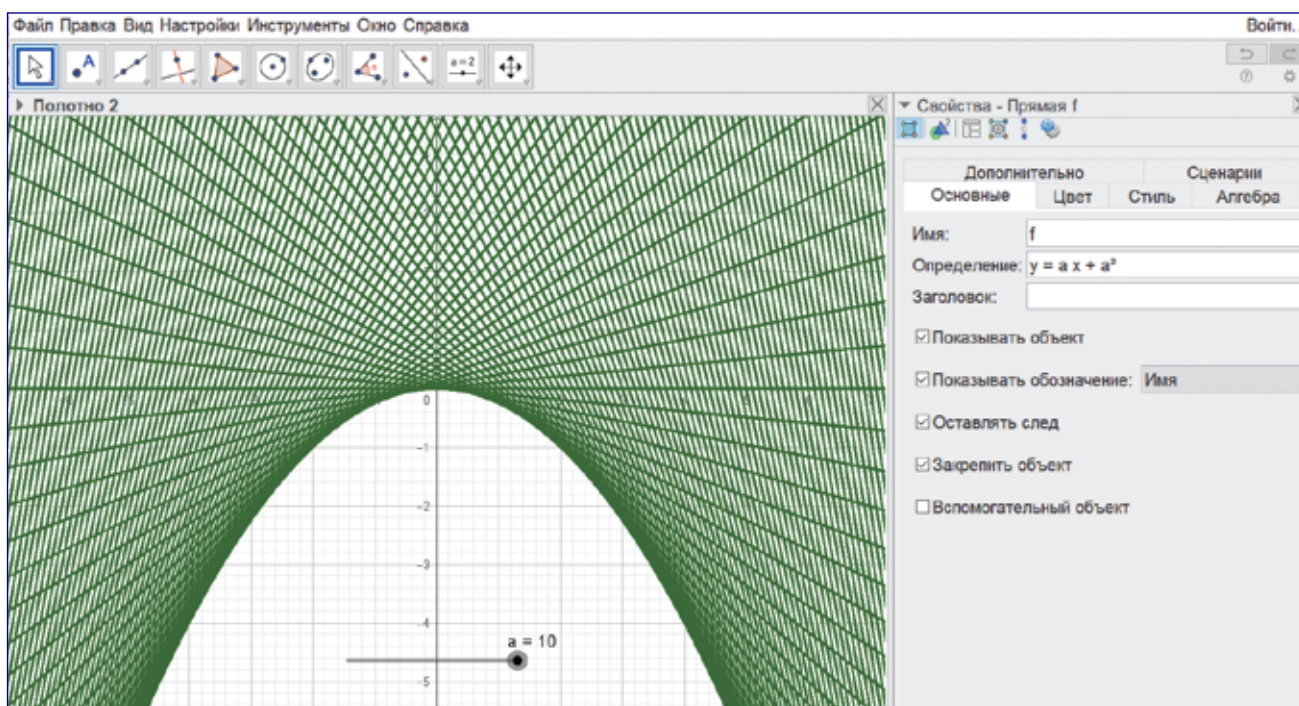 Файл Правка Вид Настройки Инструменты Окно Справка
Войти...
A
a=2
Полотно 2
Свойства - Прямая f
Дополнительно Сценарии
Основные Цвет Стиль Алгебра
Имя: f
Определение: y = a x + a²
Заголовок:
Показывать объект
Показывать обозначение: Имя
Оставлять след
Закрепить объект
Вспомогательный объект
0
-1
-2
-3
-4
-5
a = 10